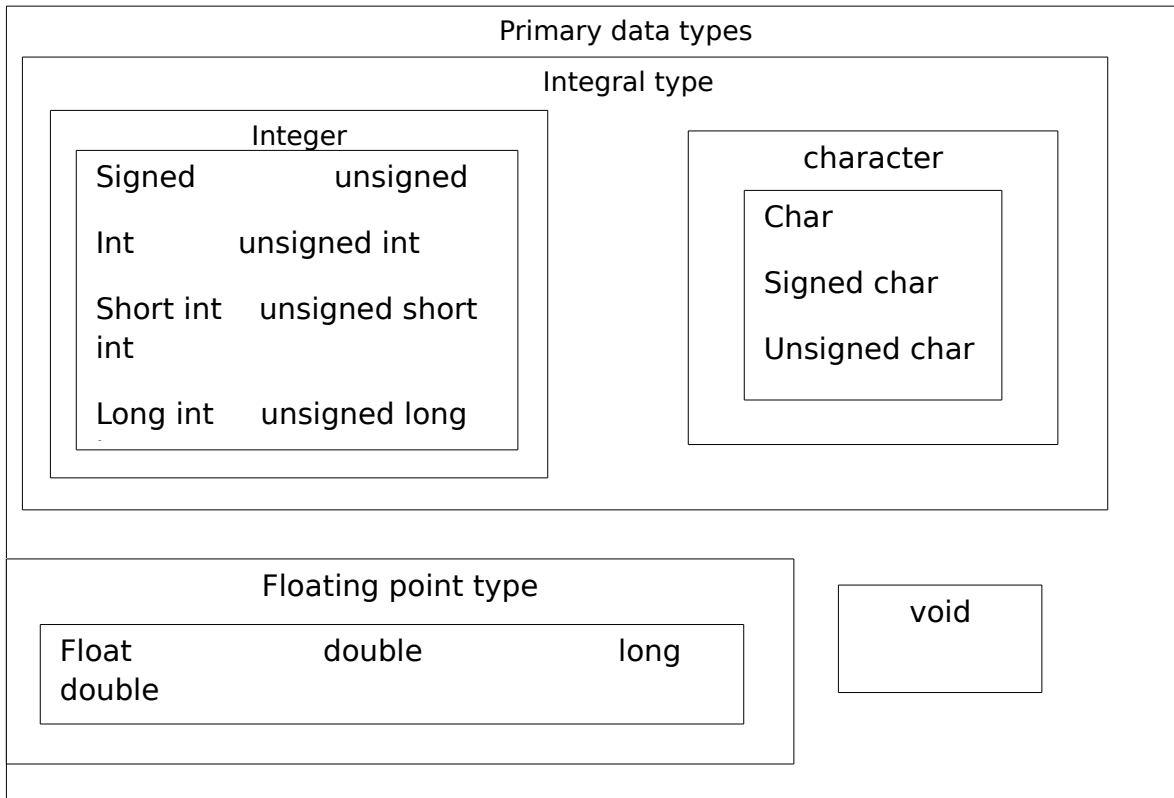 Primary data types
Integral type
Integer
Signed unsigned
Int unsigned int
Short int unsigned short
int
Long int unsigned long
character
Char
Signed char
Unsigned char
Floating point type
Float double long
double
void